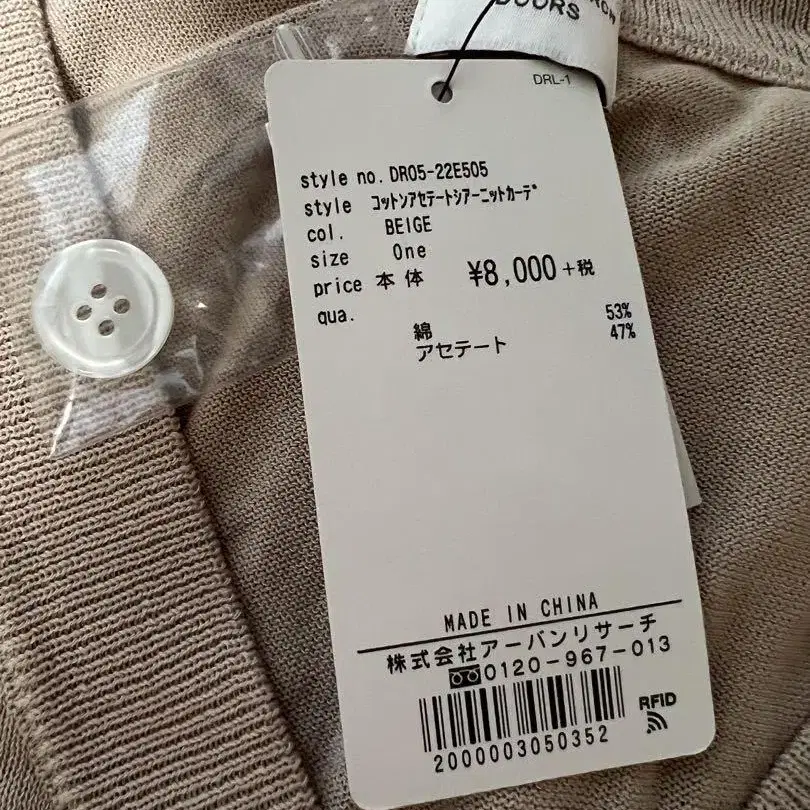 DOORS
DRL-1
style no. DR05-22E505
style コットンアセテートシアーニットカーデ
col. BEIGE
size One
price 本体 ¥8,000+税
qua.
綿 53%
アセテート 47%
MADE IN CHINA
株式会社アーバンリサーチ
0120-967-013
RFID
2000003050352